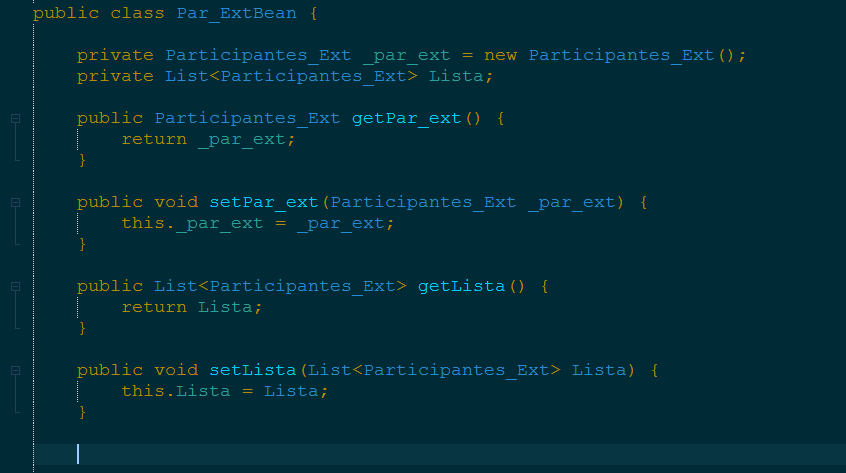 public class Par_ExtBean {
private Participantes_Ext _par_ext = new Participantes_Ext();
private List<Participantes_Ext> Lista;
public Participantes_Ext getPar_ext() {
return _par_ext;
}
public void setPar_ext(Participantes_Ext _par_ext) {
this._par_ext = _par_ext;
}
public List<Participantes_Ext> getLista() {
return Lista;
}
public void setLista(List<Participantes_Ext> Lista) {
this.Lista = Lista;
}